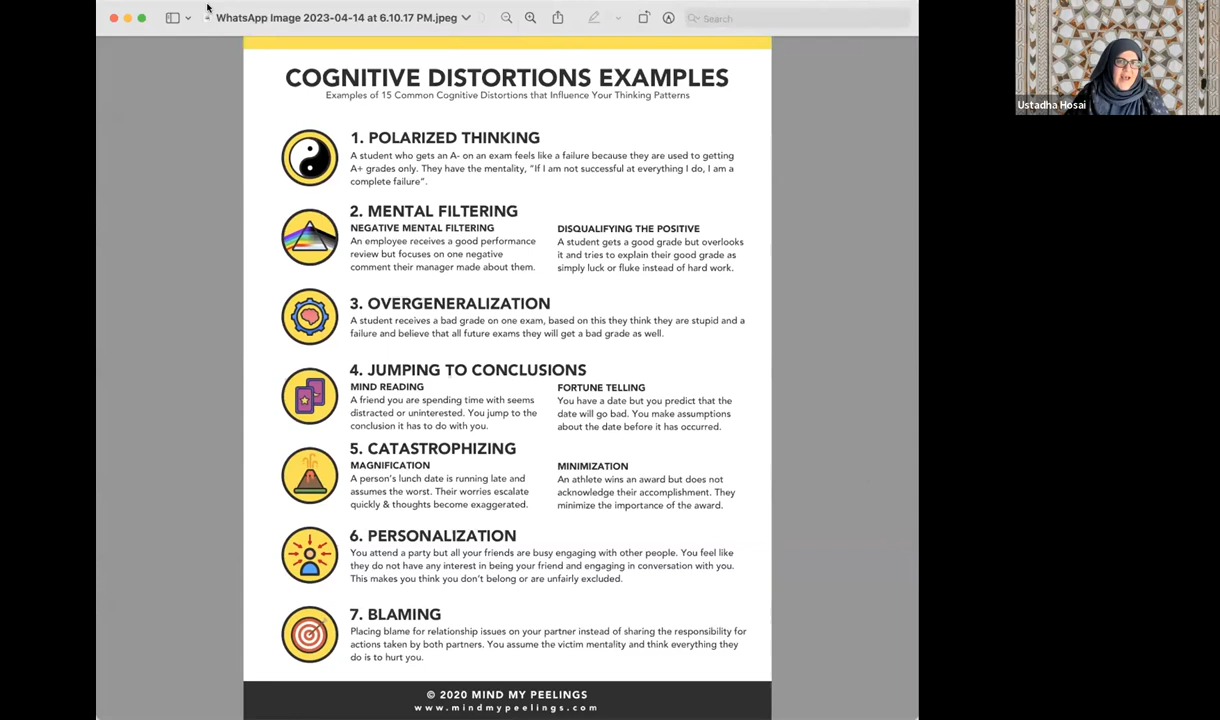 WhatsApp Image 2023-04-14 at 6.10.17 PM.jpeg
Search
Ustadha Hosai
COGNITIVE DISTORTIONS EXAMPLES
Examples of 15 Common Cognitive Distortions that Influence Your Thinking Patterns
1. POLARIZED THINKING
A student who gets an A- on an exam feels like a failure because they are used to getting
A+ grades only. They have the mentality, "If I am not successful at everything I do, I am a
complete failure".
2. MENTAL FILTERING
NEGATIVE MENTAL FILTERING
An employee receives a good performance
review but focuses on one negative
comment their manager made about them.
DISQUALIFYING THE POSITIVE
A student gets a good grade but overlooks
it and tries to explain their good grade as
simply luck or fluke instead of hard work.
3. OVERGENERALIZATION
A student receives a bad grade on one exam, based on this they think they are stupid and a
failure and believe that all future exams they will get a bad grade as well.
4. JUMPING TO CONCLUSIONS
MIND READING
A friend you are spending time with seems
distracted or uninterested. You jump to the
conclusion it has to do with you.
FORTUNE TELLING
You have a date but you predict that the
date will go bad. You make assumptions
about the date before it has occurred.
5. CATASTROPHIZING
MAGNIFICATION
A person's lunch date is running late and
assumes the worst. Their worries escalate
quickly & thoughts become exaggerated.
MINIMIZATION
An athlete wins an award but does not
acknowledge their accomplishment. They
minimize the importance of the award.
6. PERSONALIZATION
You attend a party but all your friends are busy engaging with other people. You feel like
they do not have any interest in being your friend and engaging in conversation with you.
This makes you think you don't belong or are unfairly excluded.
7. BLAMING
Placing blame for relationship issues on your partner instead of sharing the responsibility for
actions taken by both partners. You assume the victim mentality and think everything they
do is to hurt you.
© 2020 MIND MY PEELINGS
www.mindmypeelings.com